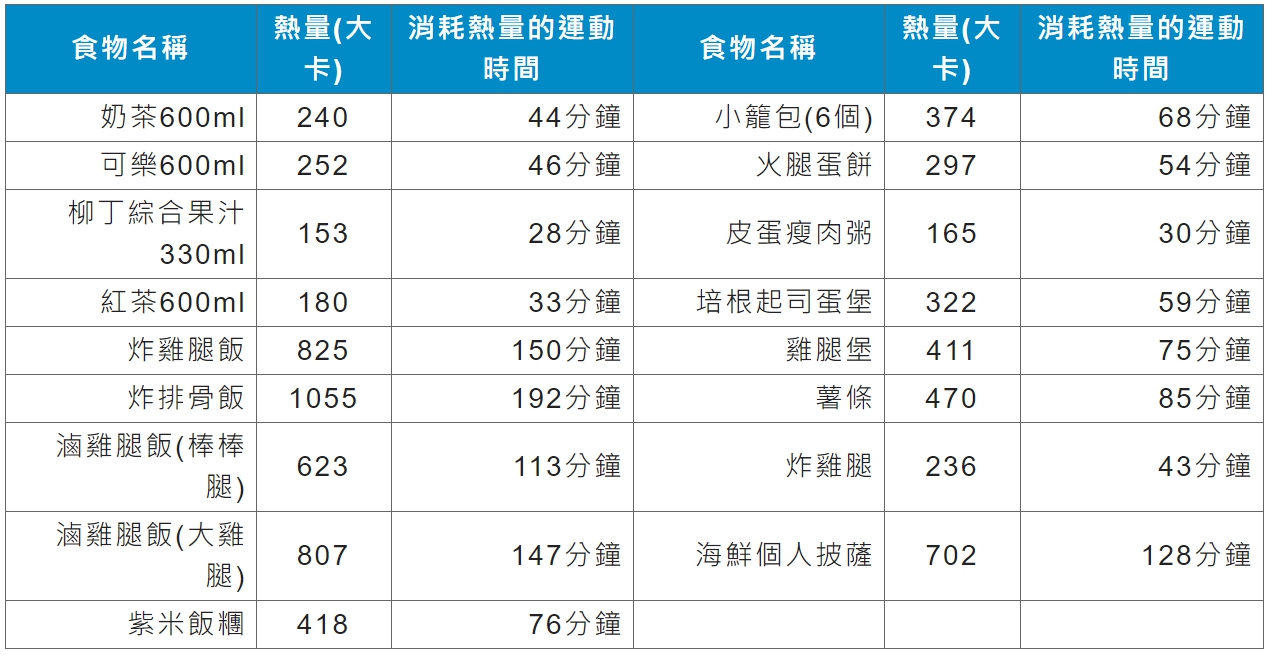 食物名稱 熱量(大卡) 消耗熱量的運動時間 食物名稱 熱量(大卡) 消耗熱量的運動時間
奶茶600ml 240 44分鐘 小籠包(6個) 374 68分鐘
可樂600ml 252 46分鐘 火腿蛋餅 297 54分鐘
柳丁綜合果汁330ml 153 28分鐘 皮蛋瘦肉粥 165 30分鐘
紅茶600ml 180 33分鐘 培根起司蛋堡 322 59分鐘
炸雞腿飯 825 150分鐘 雞腿堡 411 75分鐘
炸排骨飯 1055 192分鐘 薯條 470 85分鐘
滷雞腿飯(棒棒腿) 623 113分鐘 炸雞腿 236 43分鐘
滷雞腿飯(大雞腿) 807 147分鐘 海鮮個人披薩 702 128分鐘
紫米飯糰 418 76分鐘